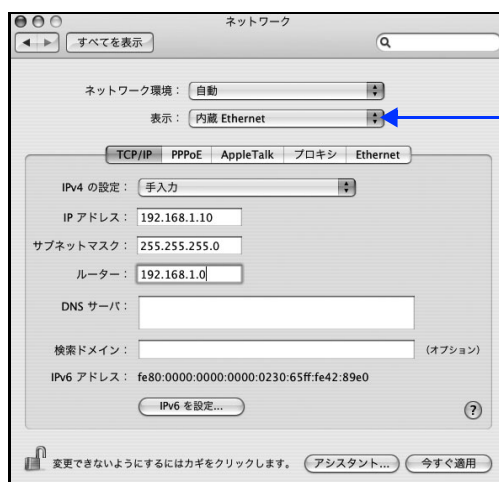 ネットワーク
すべてを表示
ネットワーク環境： 自動
表示： 内蔵 Ethernet
TCP/IP PPPoE AppleTalk プロキシ Ethernet
IPv4 の設定： 手入力
IP アドレス： 192.168.1.10
サブネットマスク： 255.255.255.0
ルーター： 192.168.1.0
DNS サーバ：
検索ドメイン： (オプション)
IPv6 アドレス： fe80:0000:0000:0000:0230:65ff:fe42:89e0
IPv6 を設定... ?
変更できないようにするにはカギをクリックします。 アシスタント... 今すぐ適用